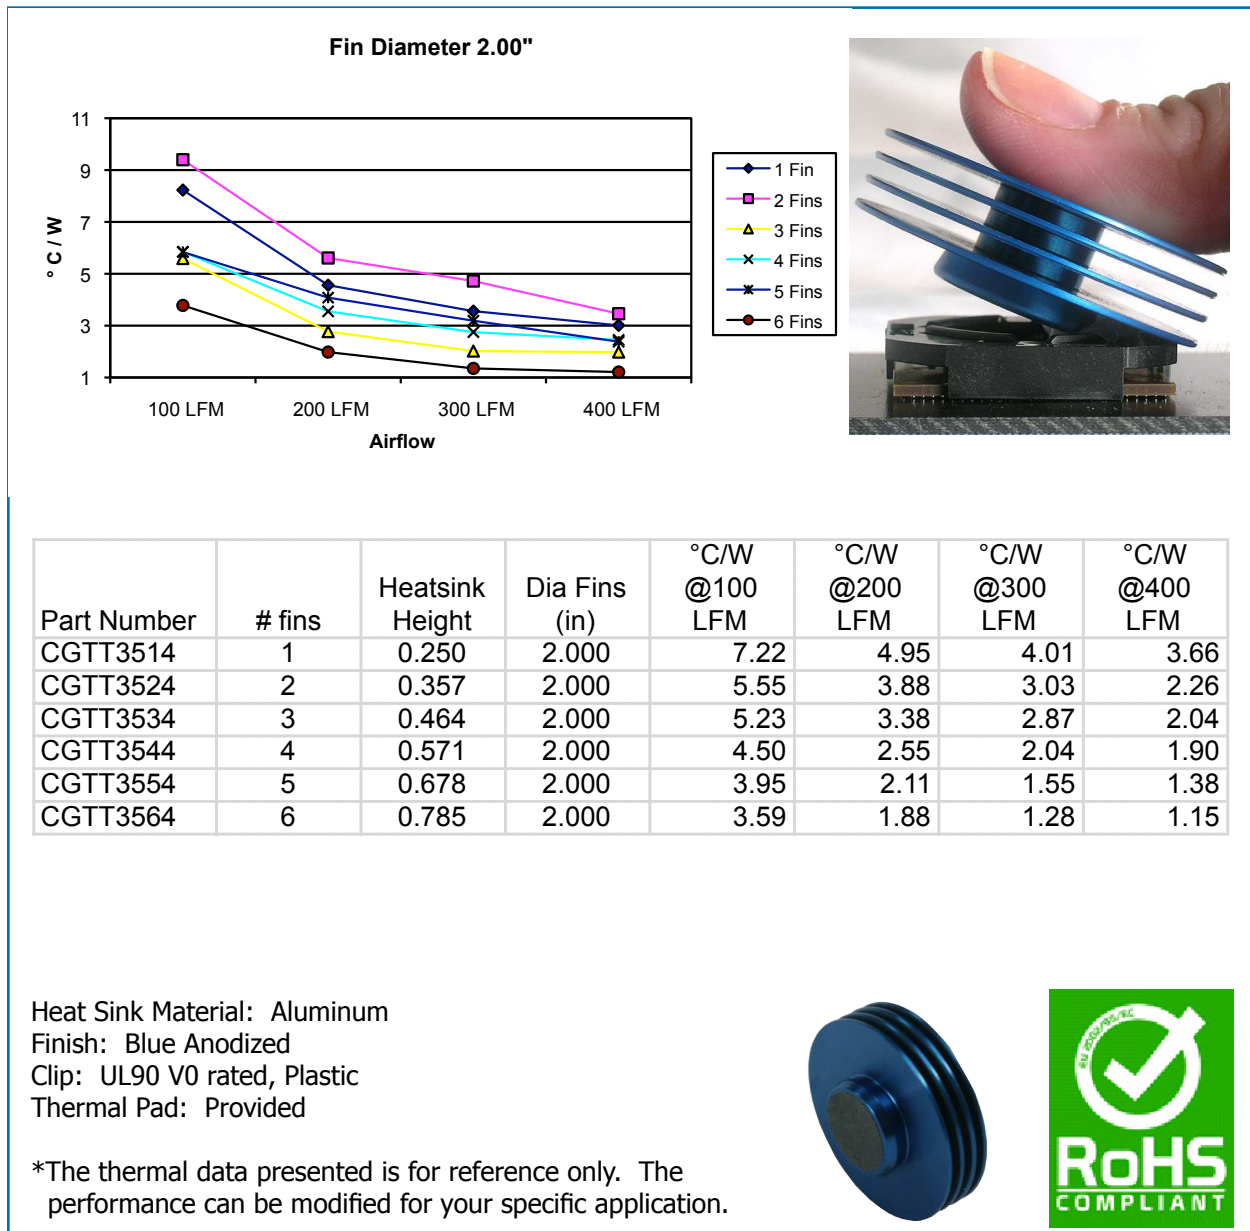 Fin Diameter 2.00"
11
9
7
5
3
1
° C / W
100 LFM 200 LFM 300 LFM 400 LFM
Airflow
1 Fin
2 Fins
3 Fins
4 Fins
5 Fins
6 Fins
Part Number # fins Heatsink Height Dia Fins (in) °C/W @100 LFM °C/W @200 LFM °C/W @300 LFM °C/W @400 LFM
CGTT3514 1 0.250 2.000 7.22 4.95 4.01 3.66
CGTT3524 2 0.357 2.000 5.55 3.88 3.03 2.26
CGTT3534 3 0.464 2.000 5.23 3.38 2.87 2.04
CGTT3544 4 0.571 2.000 4.50 2.55 2.04 1.90
CGTT3554 5 0.678 2.000 3.95 2.11 1.55 1.38
CGTT3564 6 0.785 2.000 3.59 1.88 1.28 1.15
Heat Sink Material: Aluminum
Finish: Blue Anodized
Clip: UL90 V0 rated, Plastic
Thermal Pad: Provided
*The thermal data presented is for reference only. The
performance can be modified for your specific application.
EU 2002/95/EC
RoHS
COMPLIANT